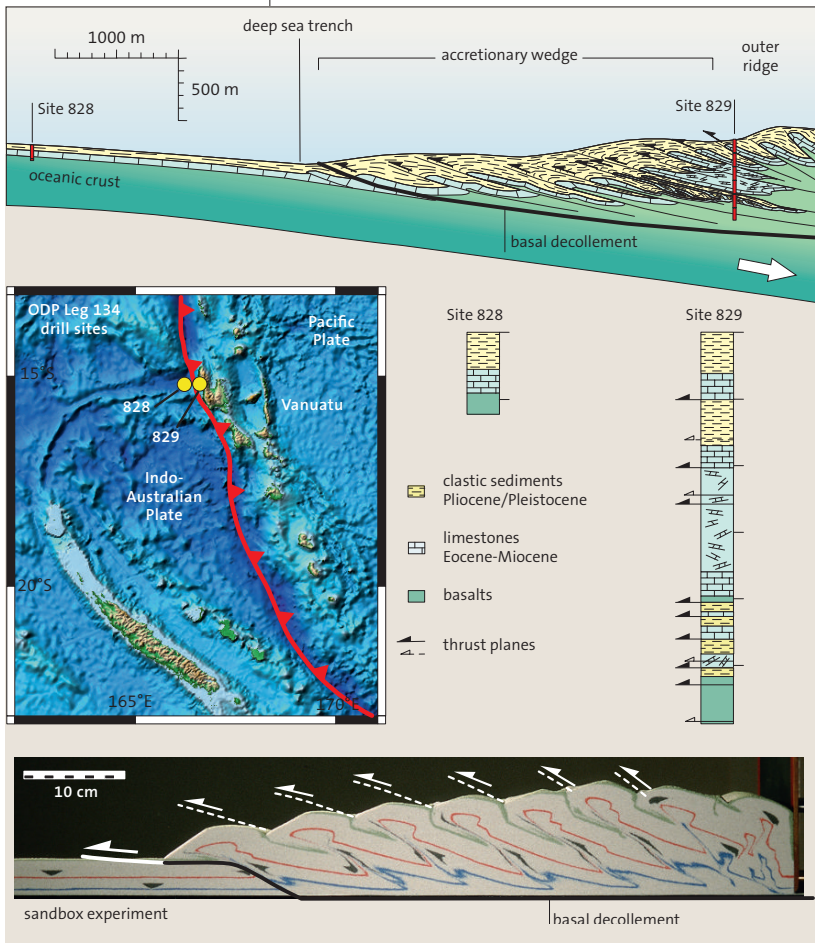 deep sea trench
1000 m
accretionary wedge
outer
ridge
500 m
Site 828
Site 829
oceanic crust
basal decollement
ODP Leg 134
drill sites
Pacific
Plate
15°S
828
829
Vanuatu
Indo-
Australian
Plate
20°S
165°E
170°E
Site 828
Site 829
clastic sediments
Pliocene/Pleistocene
limestones
Eocene-Miocene
basalts
thrust planes
10 cm
sandbox experiment
basal decollement